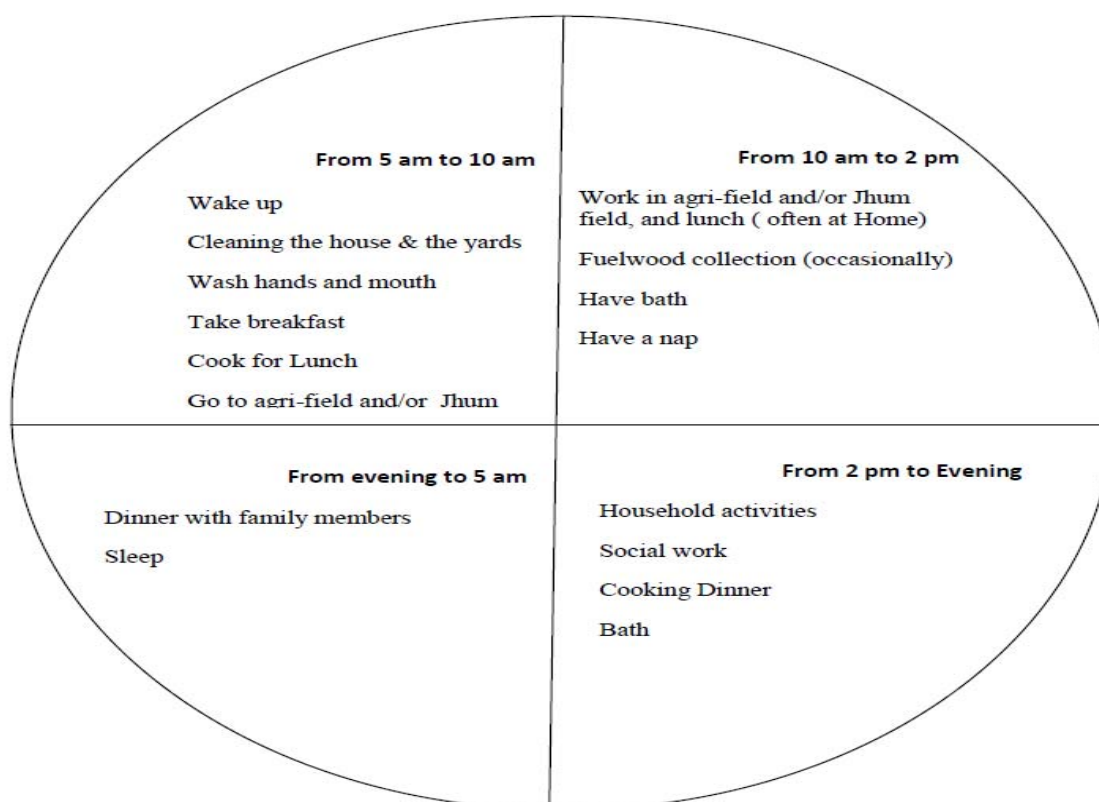 From 5 am to 10 am
Wake up
Cleaning the house & the yards
Wash hands and mouth
Take breakfast
Cook for Lunch
Go to agri-field and/or Jhum
From 10 am to 2 pm
Work in agri-field and/or Jhum
field, and lunch ( often at Home)
Fuelwood collection (occasionally)
Have bath
Have a nap
From evening to 5 am
Dinner with family members
Sleep
From 2 pm to Evening
Household activities
Social work
Cooking Dinner
Bath